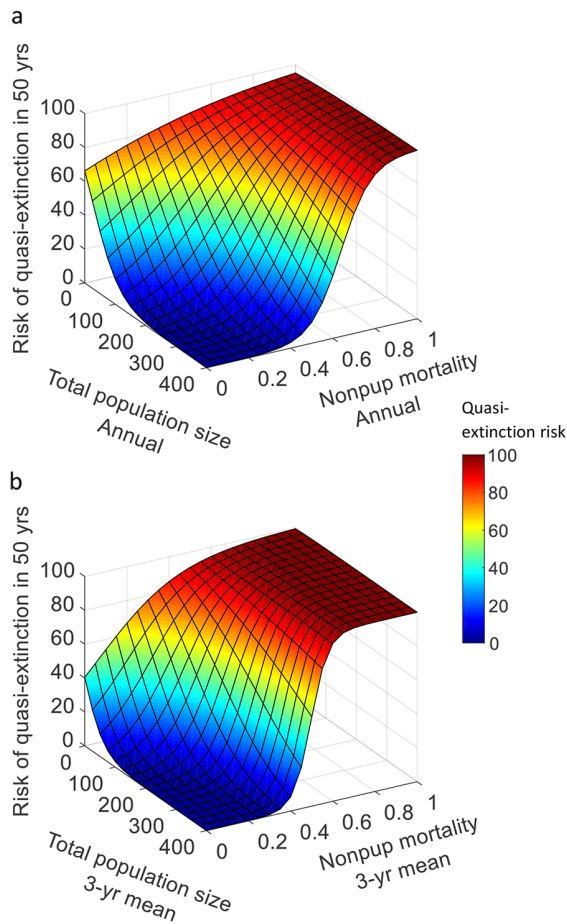 a
Risk of quasi-extinction in 50 yrs
100
80
60
40
20
0
0
100
200
300
400
Total population size
Annual
0
0.2
0.4
0.6
0.8
1
Nonpup mortality
Annual
Quasi-
extinction risk
100
80
60
40
20
0
b
Risk of quasi-extinction in 50 yrs
100
80
60
40
20
0
0
100
200
300
400
Total population size
3-yr mean
0
0.2
0.4
0.6
0.8
1
Nonpup mortality
3-yr mean